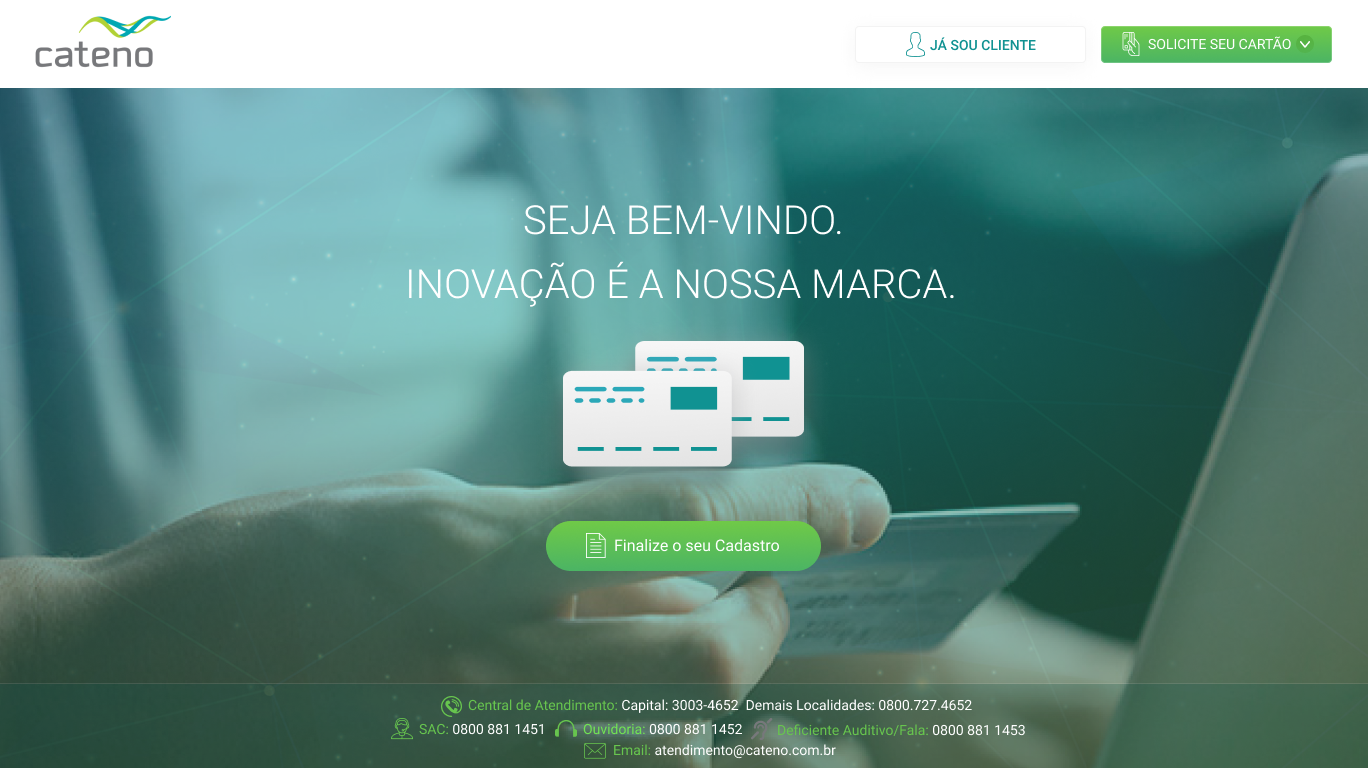 cateno
JÁ SOU CLIENTE
SOLICITE SEU CARTÃO
SEJA BEM-VINDO.
INOVAÇÃO É A NOSSA MARCA.
Finalize o seu Cadastro
Central de Atendimento: Capital: 3003-4652 Demais Localidades: 0800.727.4652
SAC: 0800 881 1451 Ouvidoria: 0800 881 1452 Deficiente Auditivo/Fala: 0800 881 1453
Email: atendimento@cateno.com.br